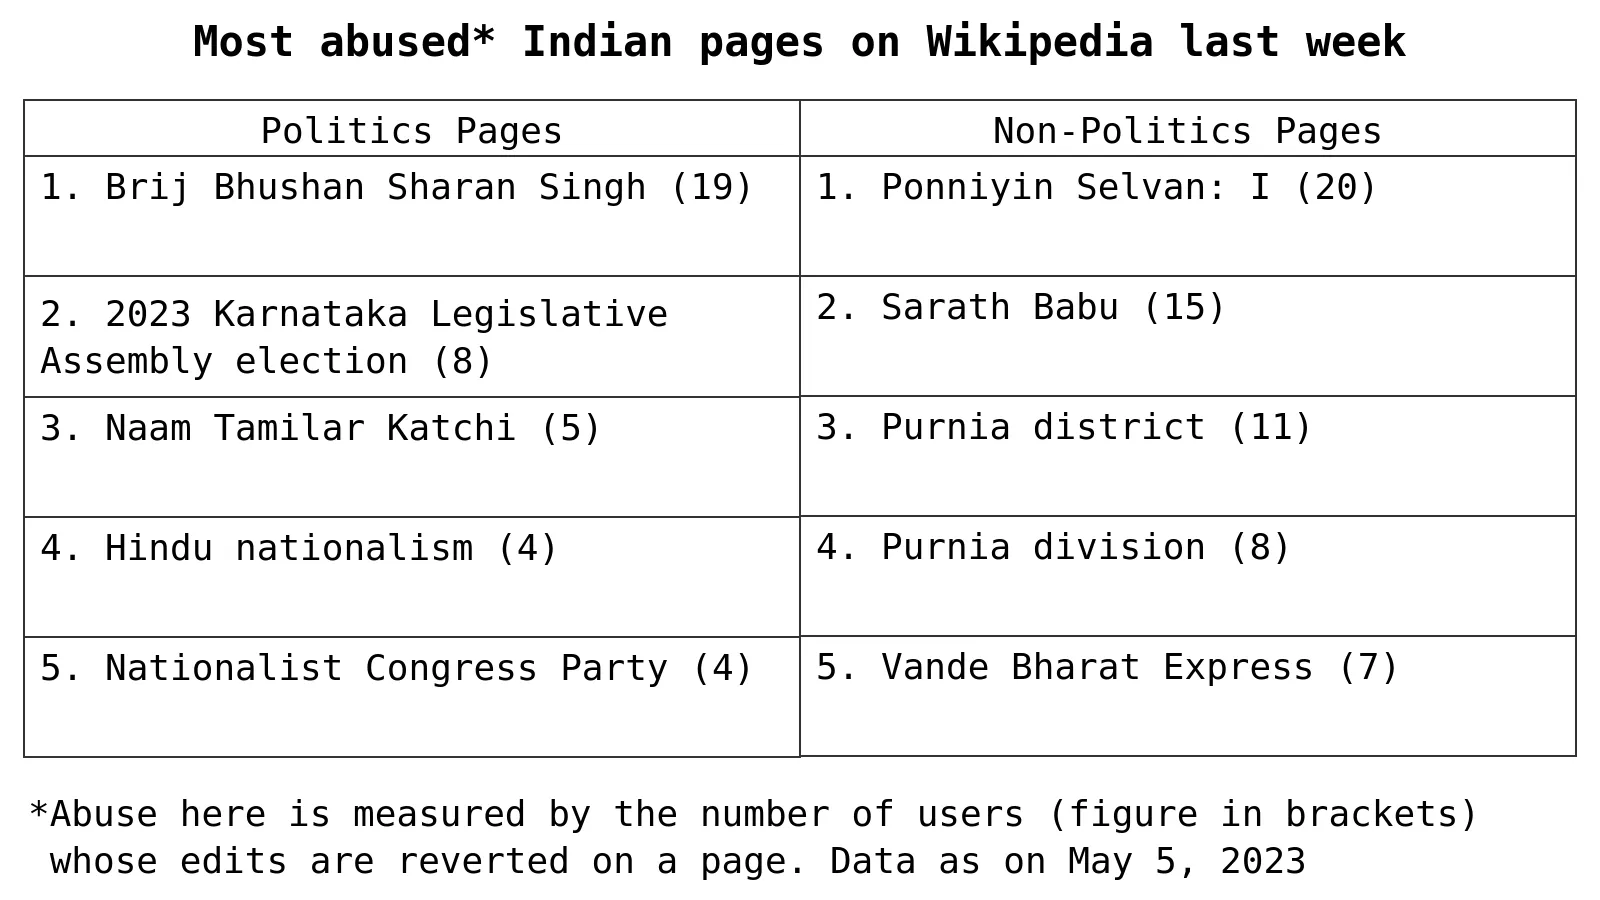 Most abused* Indian pages on Wikipedia last week
Politics Pages
Non-Politics Pages
1. Brij Bhushan Sharan Singh (19)
1. Ponniyin Selvan: I (20)
2. 2023 Karnataka Legislative
Assembly election (8)
2. Sarath Babu (15)
3. Naam Tamilar Katchi (5)
3. Purnia district (11)
4. Hindu nationalism (4)
4. Purnia division (8)
5. Nationalist Congress Party (4)
5. Vande Bharat Express (7)
*Abuse here is measured by the number of users (figure in brackets)
whose edits are reverted on a page. Data as on May 5, 2023